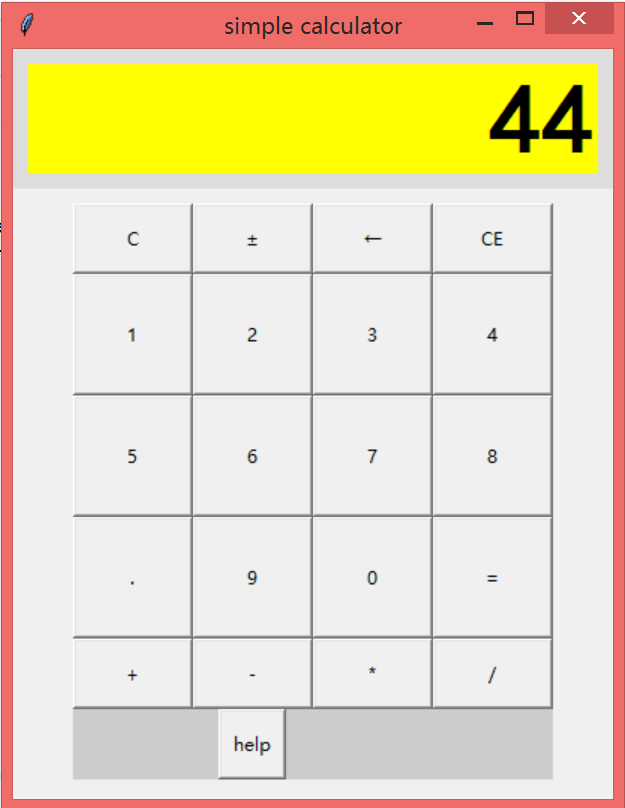 simple calculator
44
C ± ← CE
1 2 3 4
5 6 7 8
. 9 0 =
+ - * /
help